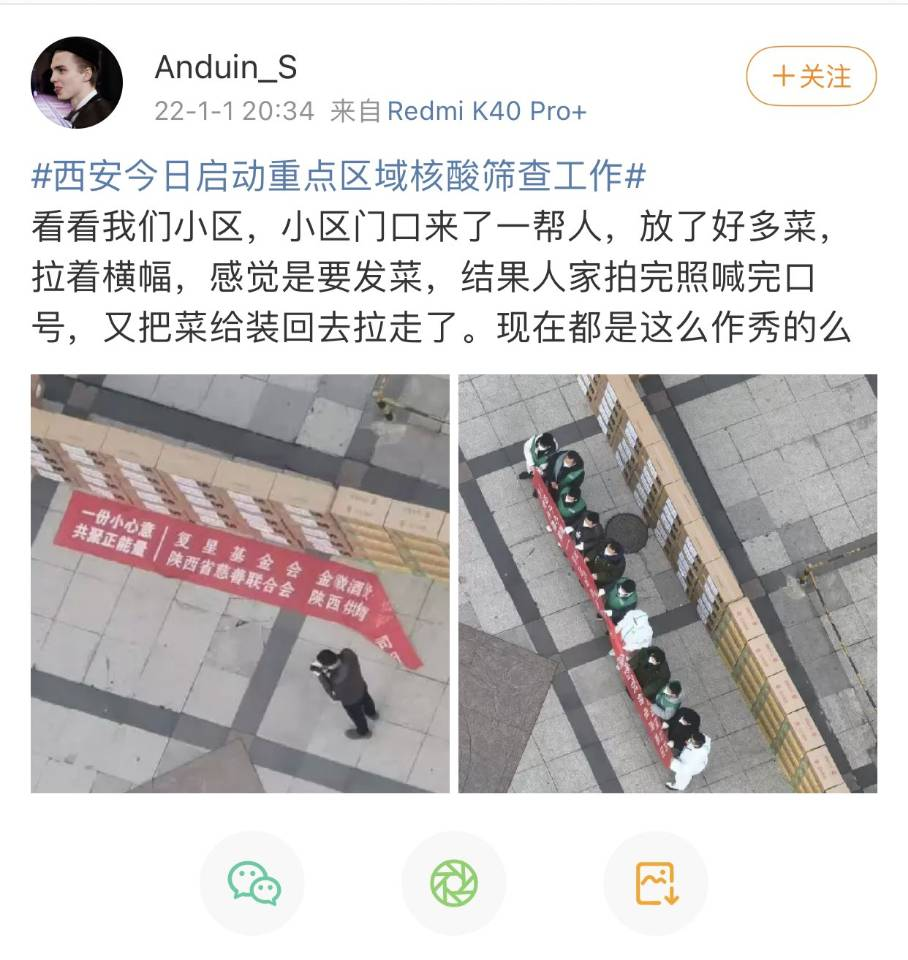 Anduin_S
+关注
22-1-1 20:34 来自 Redmi K40 Pro+
#西安今日启动重点区域核酸筛查工作#
看看我们小区，小区门口来了一帮人，放了好多菜，
拉着横幅，感觉是要发菜，结果人家拍完照喊完口
号，又把菜给装回去拉走了。现在都是这么作秀的么
一份小心意
共聚正能量
复星基金会 金徽酒
陕西省慈善联合会 陕西